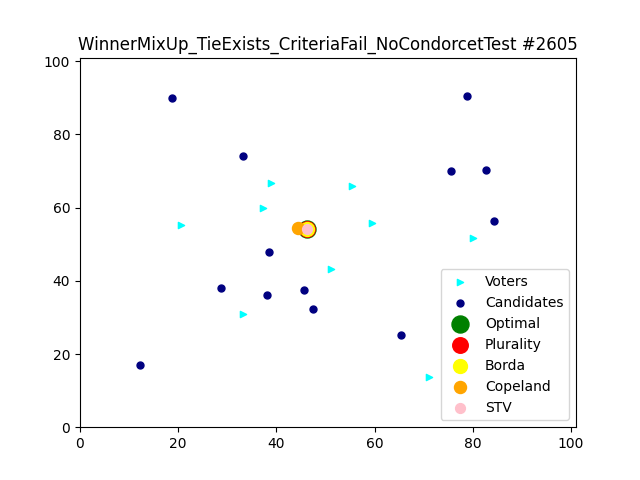 WinnerMixUp_TieExists_CriteriaFail_NoCondorcetTest #2605
100
80
60
40
20
0
0 20 40 60 80 100
Voters
Candidates
Optimal
Plurality
Borda
Copeland
STV